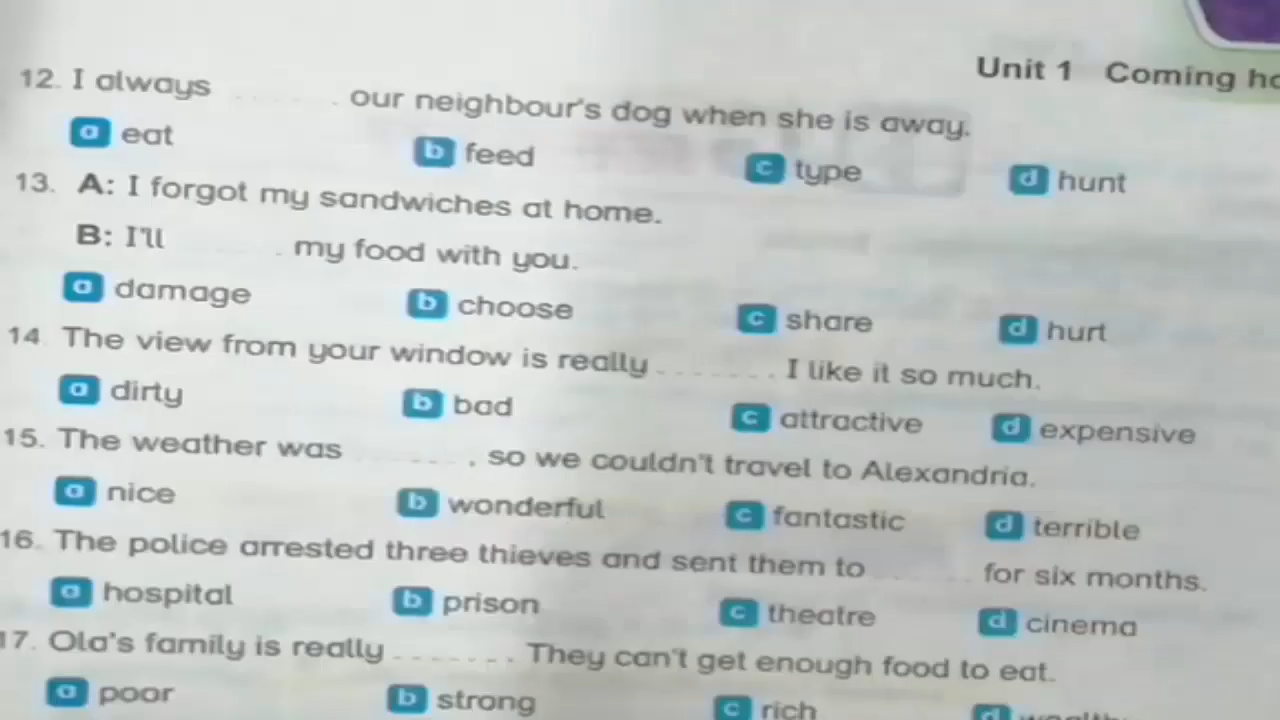 Unit 1 Coming
12. I always ........ our neighbour's dog when she is away.
a eat b feed c type d hunt
13. A: I forgot my sandwiches at home.
B: I'll ........ my food with you.
a damage b choose c share d hurt
14. The view from your window is really ........ I like it so much.
a dirty b bad c attractive d expensive
15. The weather was ........, so we couldn't travel to Alexandria.
a nice b wonderful c fantastic d terrible
16. The police arrested three thieves and sent them to ........ for six months.
a hospital b prison c theatre d cinema
17. Ola's family is really ........ They can't get enough food to eat.
a poor b strong c rich d